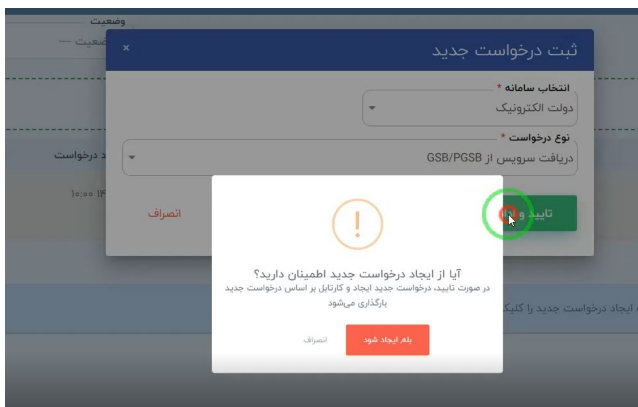 وضعیت
وضعیت —
ثبت درخواست جدید
×
انتخاب سامانه *
دولت الکترونیک
نوع درخواست *
دریافت سرویس از GSB/PGSB
درخواست
۱۰:۰۰
تایید و
انصراف
!
آیا از ایجاد درخواست جدید اطمینان دارید؟
در صورت تایید، درخواست جدید ایجاد و کارتابل بر اساس درخواست جدید
بارگذاری می‌شود
ایجاد درخواست جدید را کلیک
بله، ایجاد شود
انصراف